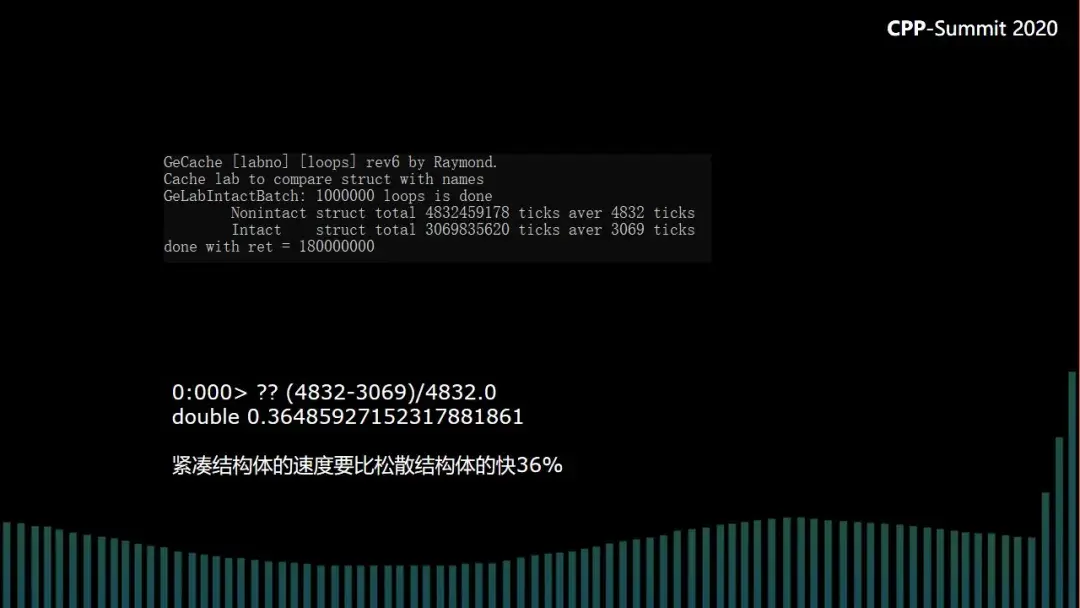 CPP-Summit 2020
GeCache [labno] [loops] rev6 by Raymond.
Cache lab to compare struct with names
GeLabIntactBatch: 1000000 loops is done
Nonintact struct total 4832459178 ticks aver 4832 ticks
Intact struct total 3069835620 ticks aver 3069 ticks
done with ret = 180000000
0:000> ?? (4832-3069)/4832.0
double 0.36485927152317881861
紧凑结构体的速度要比松散结构体的快36%